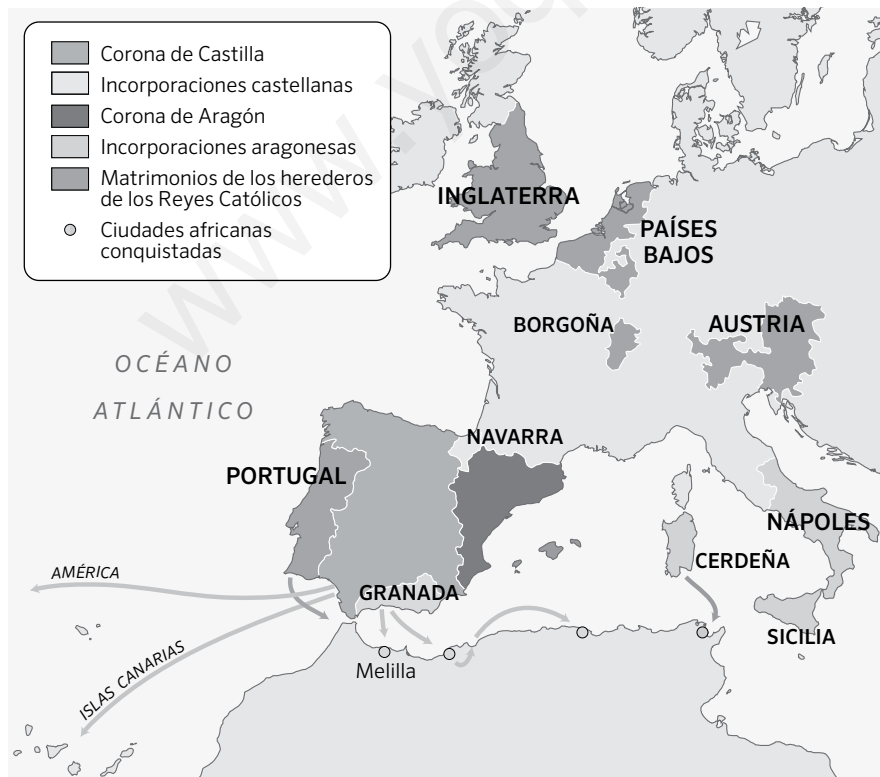 Corona de Castilla
Incorporaciones castellanas
Corona de Aragón
Incorporaciones aragonesas
Matrimonios de los herederos
de los Reyes Católicos
Ciudades africanas
conquistadas
INGLATERRA
PAÍSES
BAJOS
BORGOÑA
AUSTRIA
OCÉANO
ATLÁNTICO
NAVARRA
PORTUGAL
NÁPOLES
CERDEÑA
AMÉRICA
GRANADA
SICILIA
Melilla
ISLAS CANARIAS
www.yo